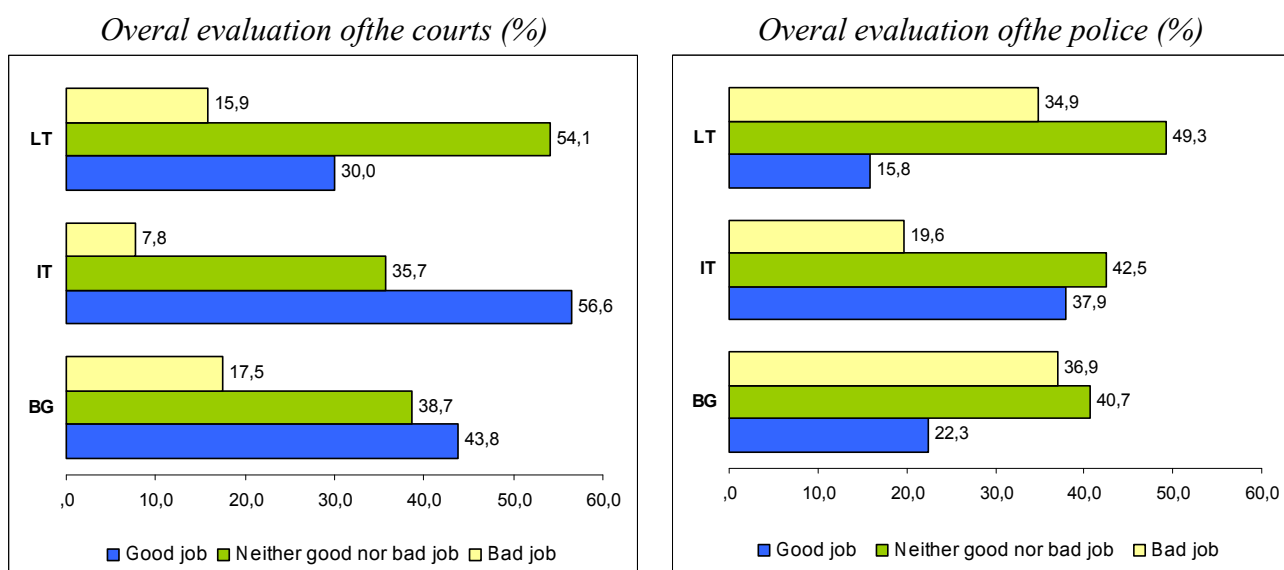 Overal evaluation ofthe courts (%)
LT
15,9
54,1
30,0
IT
7,8
35,7
56,6
BG
17,5
38,7
43,8
,0 10,0 20,0 30,0 40,0 50,0 60,0
Good job Neither good nor bad job Bad job
Overal evaluation ofthe police (%)
LT
34,9
49,3
15,8
IT
19,6
42,5
37,9
BG
36,9
40,7
22,3
,0 10,0 20,0 30,0 40,0 50,0 60,0
Good job Neither good nor bad job Bad job